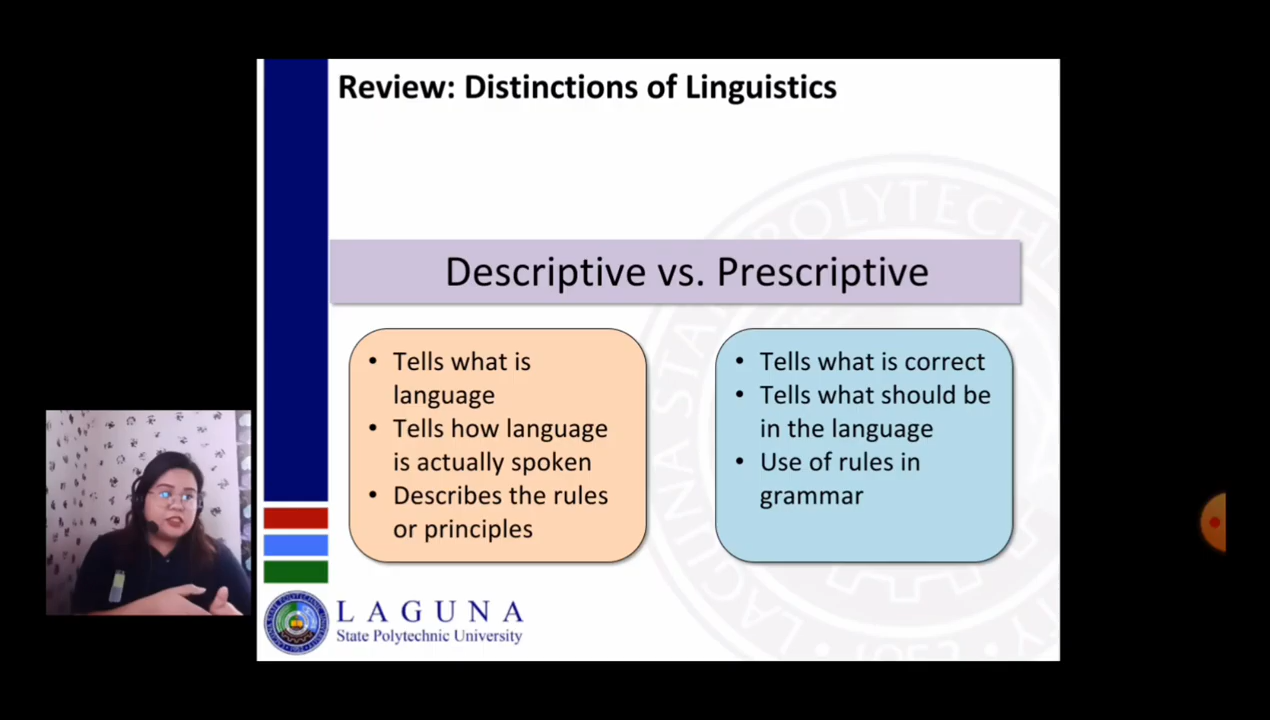 Review: Distinctions of Linguistics
Descriptive vs. Prescriptive
• Tells what is
language
• Tells how language
is actually spoken
• Describes the rules
or principles
• Tells what is correct
• Tells what should be
in the language
• Use of rules in
grammar
LAGUNA
State Polytechnic University